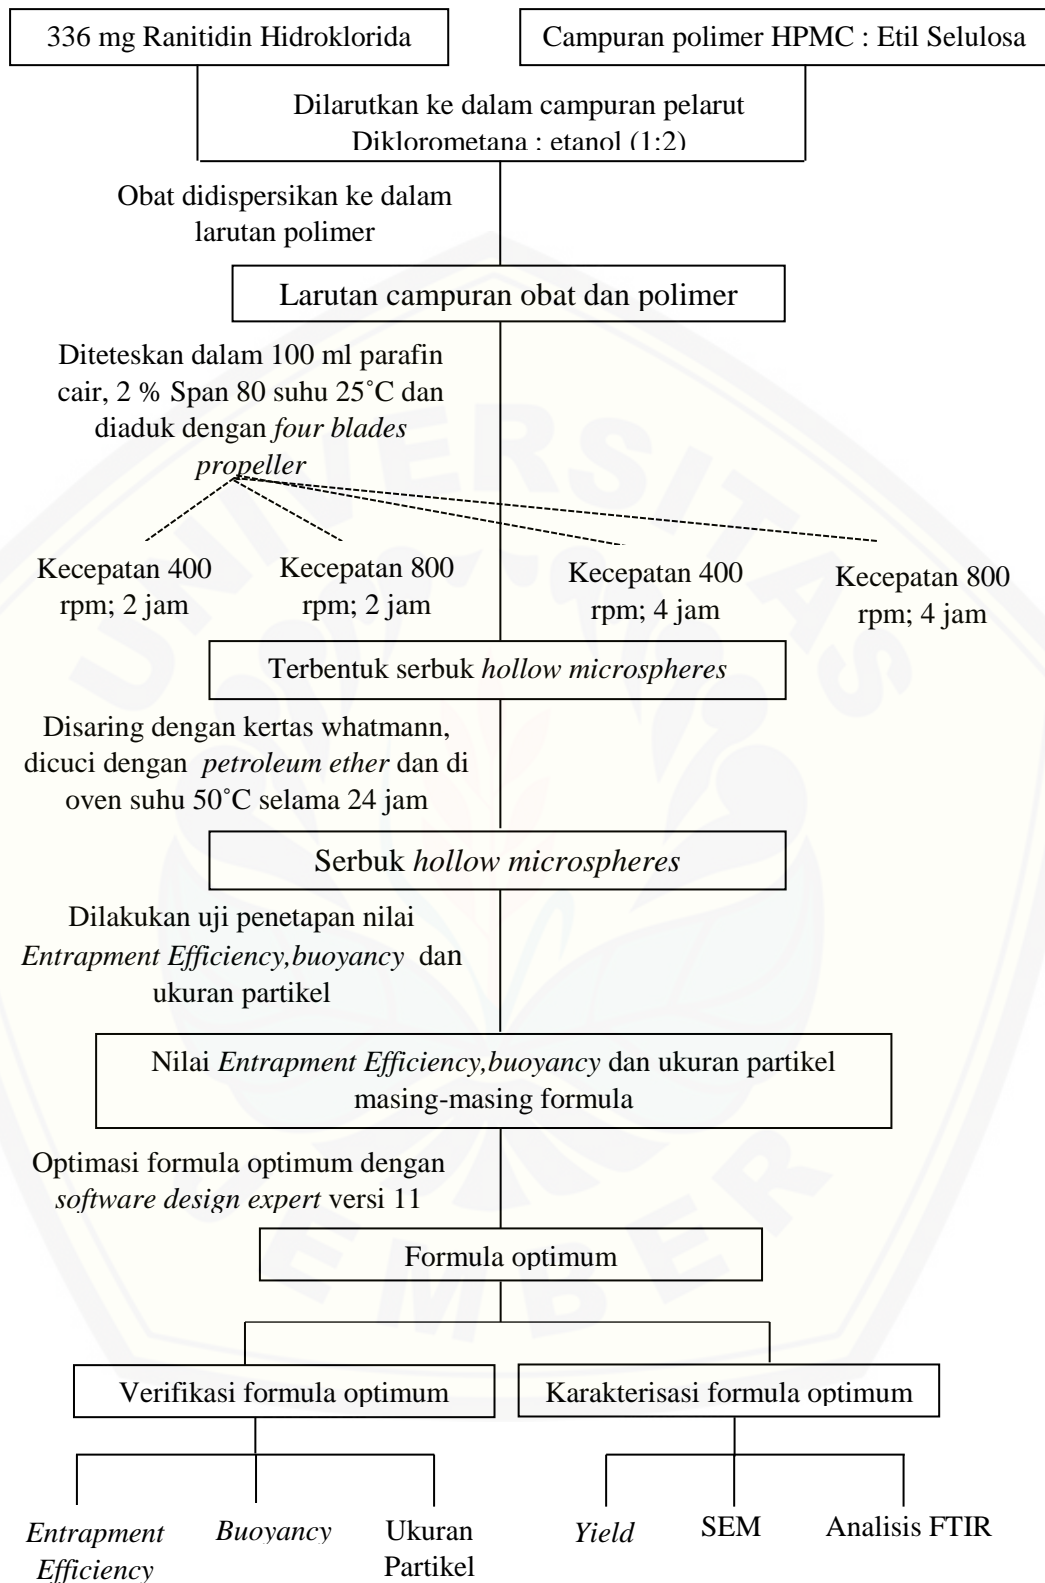 336 mg Ranitidin Hidroklorida
Campuran polimer HPMC : Etil Selulosa
Dilarutkan ke dalam campuran pelarut
Diklorometana : etanol (1:2)
Obat didispersikan ke dalam
larutan polimer
Larutan campuran obat dan polimer
Diteteskan dalam 100 ml parafin
cair, 2 % Span 80 suhu 25˚C dan
diaduk dengan four blades
propeller
Kecepatan 400
rpm; 2 jam
Kecepatan 800
rpm; 2 jam
Kecepatan 400
rpm; 4 jam
Kecepatan 800
rpm; 4 jam
Terbentuk serbuk hollow microspheres
Disaring dengan kertas whatmann,
dicuci dengan petroleum ether dan di
oven suhu 50˚C selama 24 jam
Serbuk hollow microspheres
Dilakukan uji penetapan nilai
Entrapment Efficiency,buoyancy dan
ukuran partikel
Nilai Entrapment Efficiency,buoyancy dan ukuran partikel
masing-masing formula
Optimasi formula optimum dengan
software design expert versi 11
Formula optimum
Verifikasi formula optimum
Karakterisasi formula optimum
Entrapment
Efficiency
Buoyancy
Ukuran
Partikel
Yield
SEM
Analisis FTIR
UNIVERSITAS
JEMBER